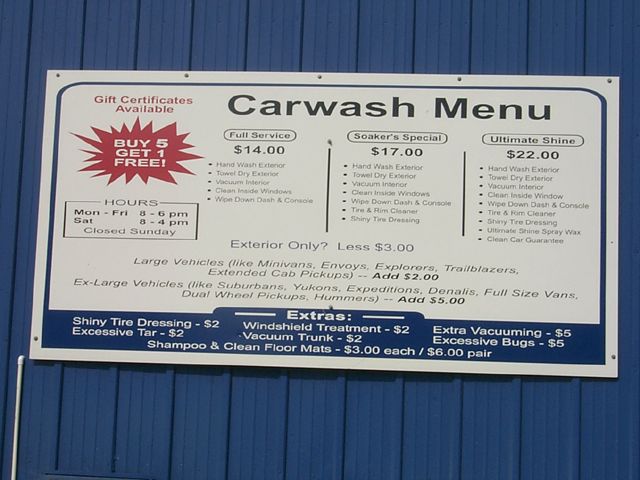 Gift Certificates
Available
Carwash Menu
BUY 5
GET 1
FREE!
HOURS
Mon - Fri 8 - 6 pm
Sat 8 - 4 pm
Closed Sunday
Full Service
$14.00
Hand Wash Exterior
Towel Dry Exterior
Vacuum Interior
Clean Inside Windows
Wipe Down Dash & Console
Soaker's Special
$17.00
Hand Wash Exterior
Towel Dry Exterior
Vacuum Interior
Clean Inside Windows
Wipe Down Dash & Console
Tire & Rim Cleaner
Shiny Tire Dressing
Ultimate Shine
$22.00
Hand Wash Exterior
Towel Dry Exterior
Vacuum Interior
Clean Inside Window
Wipe Down Dash & Console
Tire & Rim Cleaner
Shiny Tire Dressing
Ultimate Shine Spray Wax
Clean Car Guarantee
Exterior Only? Less $3.00
Large Vehicles (like Minivans, Envoys, Explorers, Trailblazers,
Extended Cab Pickups) -- Add $2.00
Ex-Large Vehicles (like Suburbans, Yukons, Expeditions, Denalis, Full Size Vans,
Dual Wheel Pickups, Hummers) -- Add $5.00
Extras:
Shiny Tire Dressing - $2
Excessive Tar - $2
Windshield Treatment - $2
Vacuum Trunk - $2
Extra Vacuuming - $5
Excessive Bugs - $5
Shampoo & Clean Floor Mats - $3.00 each / $6.00 pair